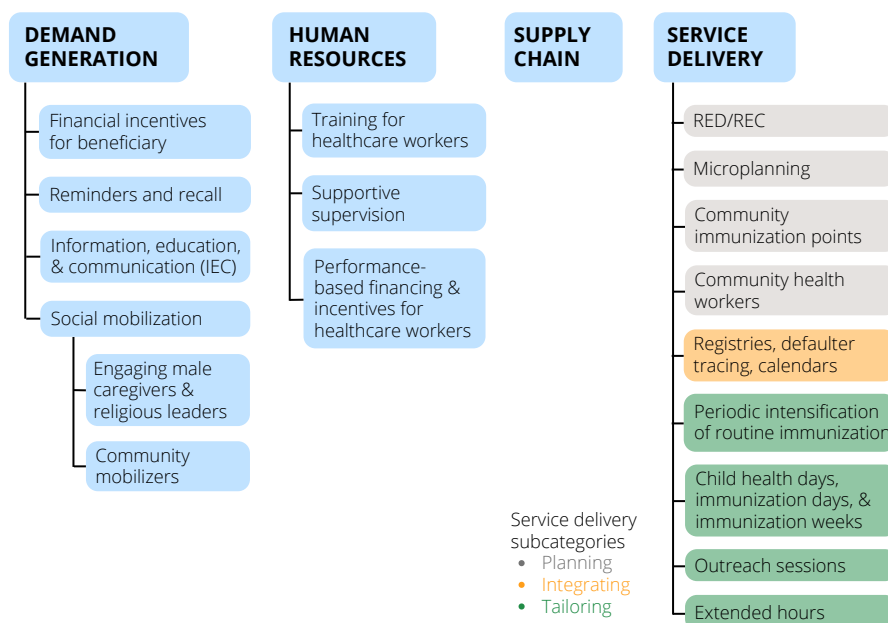 DEMAND
GENERATION
Financial incentives
for beneficiary
Reminders and recall
Information, education,
& communication (IEC)
Social mobilization
Engaging male
caregivers &
religious leaders
Community
mobilizers
HUMAN
RESOURCES
Training for
healthcare workers
Supportive
supervision
Performance-
based financing &
incentives for
healthcare workers
SUPPLY
CHAIN
SERVICE
DELIVERY
RED/REC
Microplanning
Community
immunization points
Community health
workers
Registries, defaulter
tracing, calendars
Periodic intensification
of routine immunization
Child health days,
immunization days, &
immunization weeks
Outreach sessions
Extended hours
Service delivery
subcategories
• Planning
• Integrating
• Tailoring